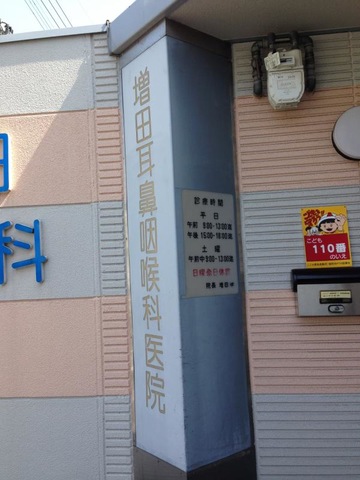 田
科
増田耳鼻咽喉科医院
診療時間
平日
午前 9:00-12:00
午後 15:00-18:00
土曜
午前中 9:00-13:00
日曜祭日休診
こども
110番
のいえ